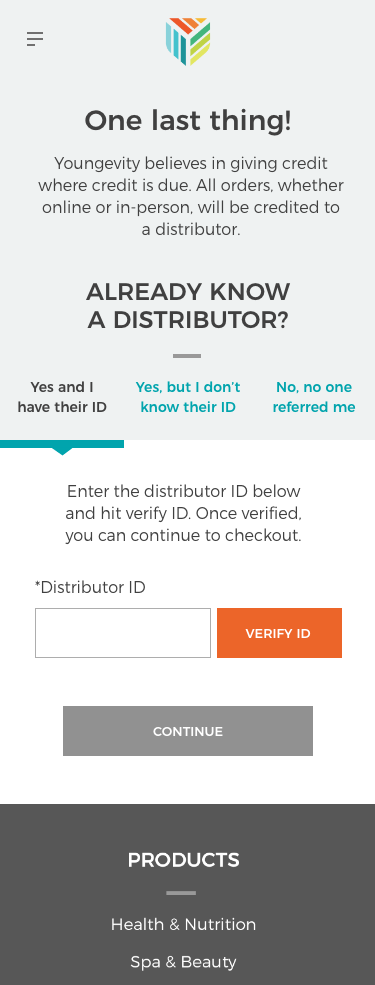 One last thing!
Youngevity believes in giving credit
where credit is due. All orders, whether
online or in-person, will be credited to
a distributor.
ALREADY KNOW
A DISTRIBUTOR?
Yes and I
have their ID
Yes, but I don't
know their ID
No, no one
referred me
Enter the distributor ID below
and hit verify ID. Once verified,
you can continue to checkout.
*Distributor ID
VERIFY ID
CONTINUE
PRODUCTS
Health & Nutrition
Spa & Beauty